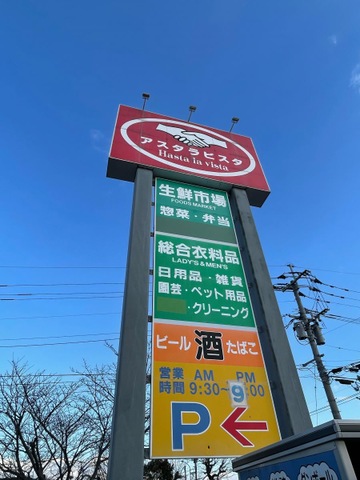 アスタラビスタ
Hasta la vista
生鮮市場
FOODS MARKET
惣菜・弁当
総合衣料品
LADY'S & MEN'S
日用品・雑貨
園芸・ペット用品
・クリーニング
ビール 酒 たばこ
営業 AM PM
時間 9:30~9:00
P